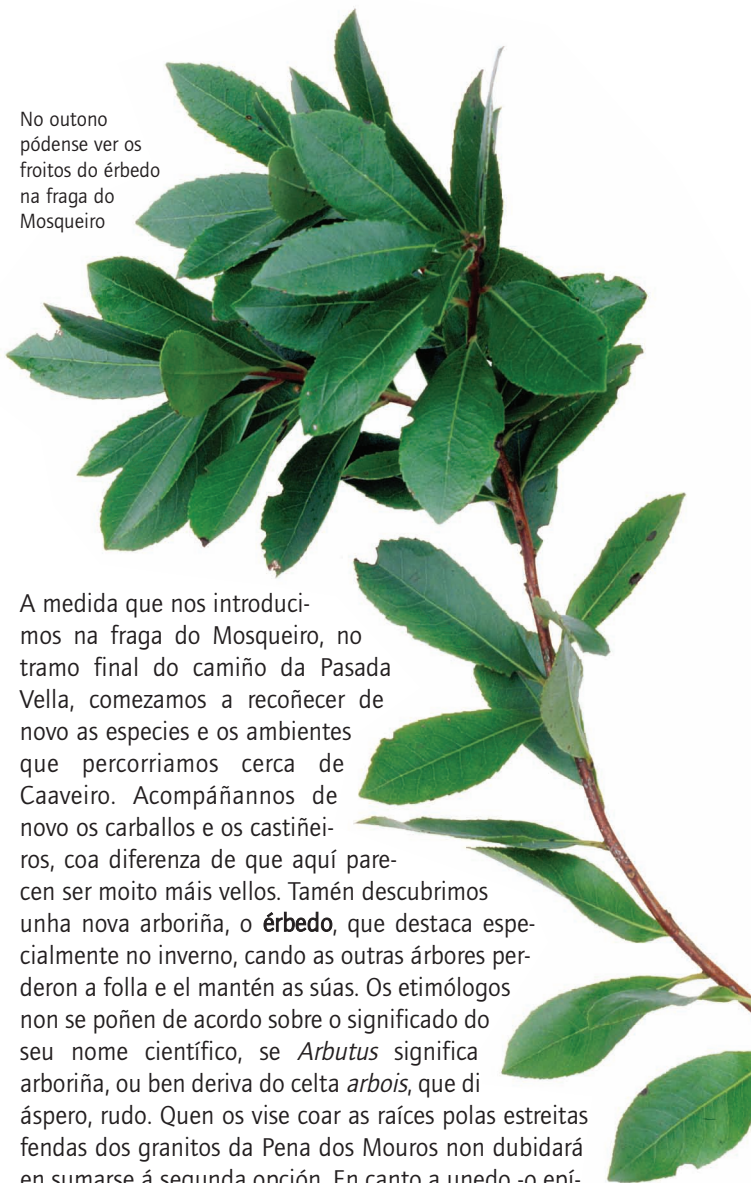 No outono
pódense ver os
froitos do érbedo
na fraga do
Mosqueiro
A medida que nos introduci-
mos na fraga do Mosqueiro, no
tramo final do camiño da Pasada
Vella, comezamos a recoñecer de
novo as especies e os ambientes
que percorriamos cerca de
Caaveiro. Acompáñannos de
novo os carballos e os castiñei-
ros, coa diferenza de que aquí pare-
cen ser moito máis vellos. Tamén descubrimos
unha nova arboriña, o érbedo, que destaca espe-
cialmente no inverno, cando as outras árbores per-
deron a folla e el mantén as súas. Os etimólogos
non se poñen de acordo sobre o significado do
seu nome científico, se Arbutus significa
arboriña, ou ben deriva do celta arbois, que di
áspero, rudo. Quen os vise coar as raíces polas estreitas
fendas dos granitos da Pena dos Mouros non dubidará
en sumarse á segunda opción. En canto a unedo -o epí-